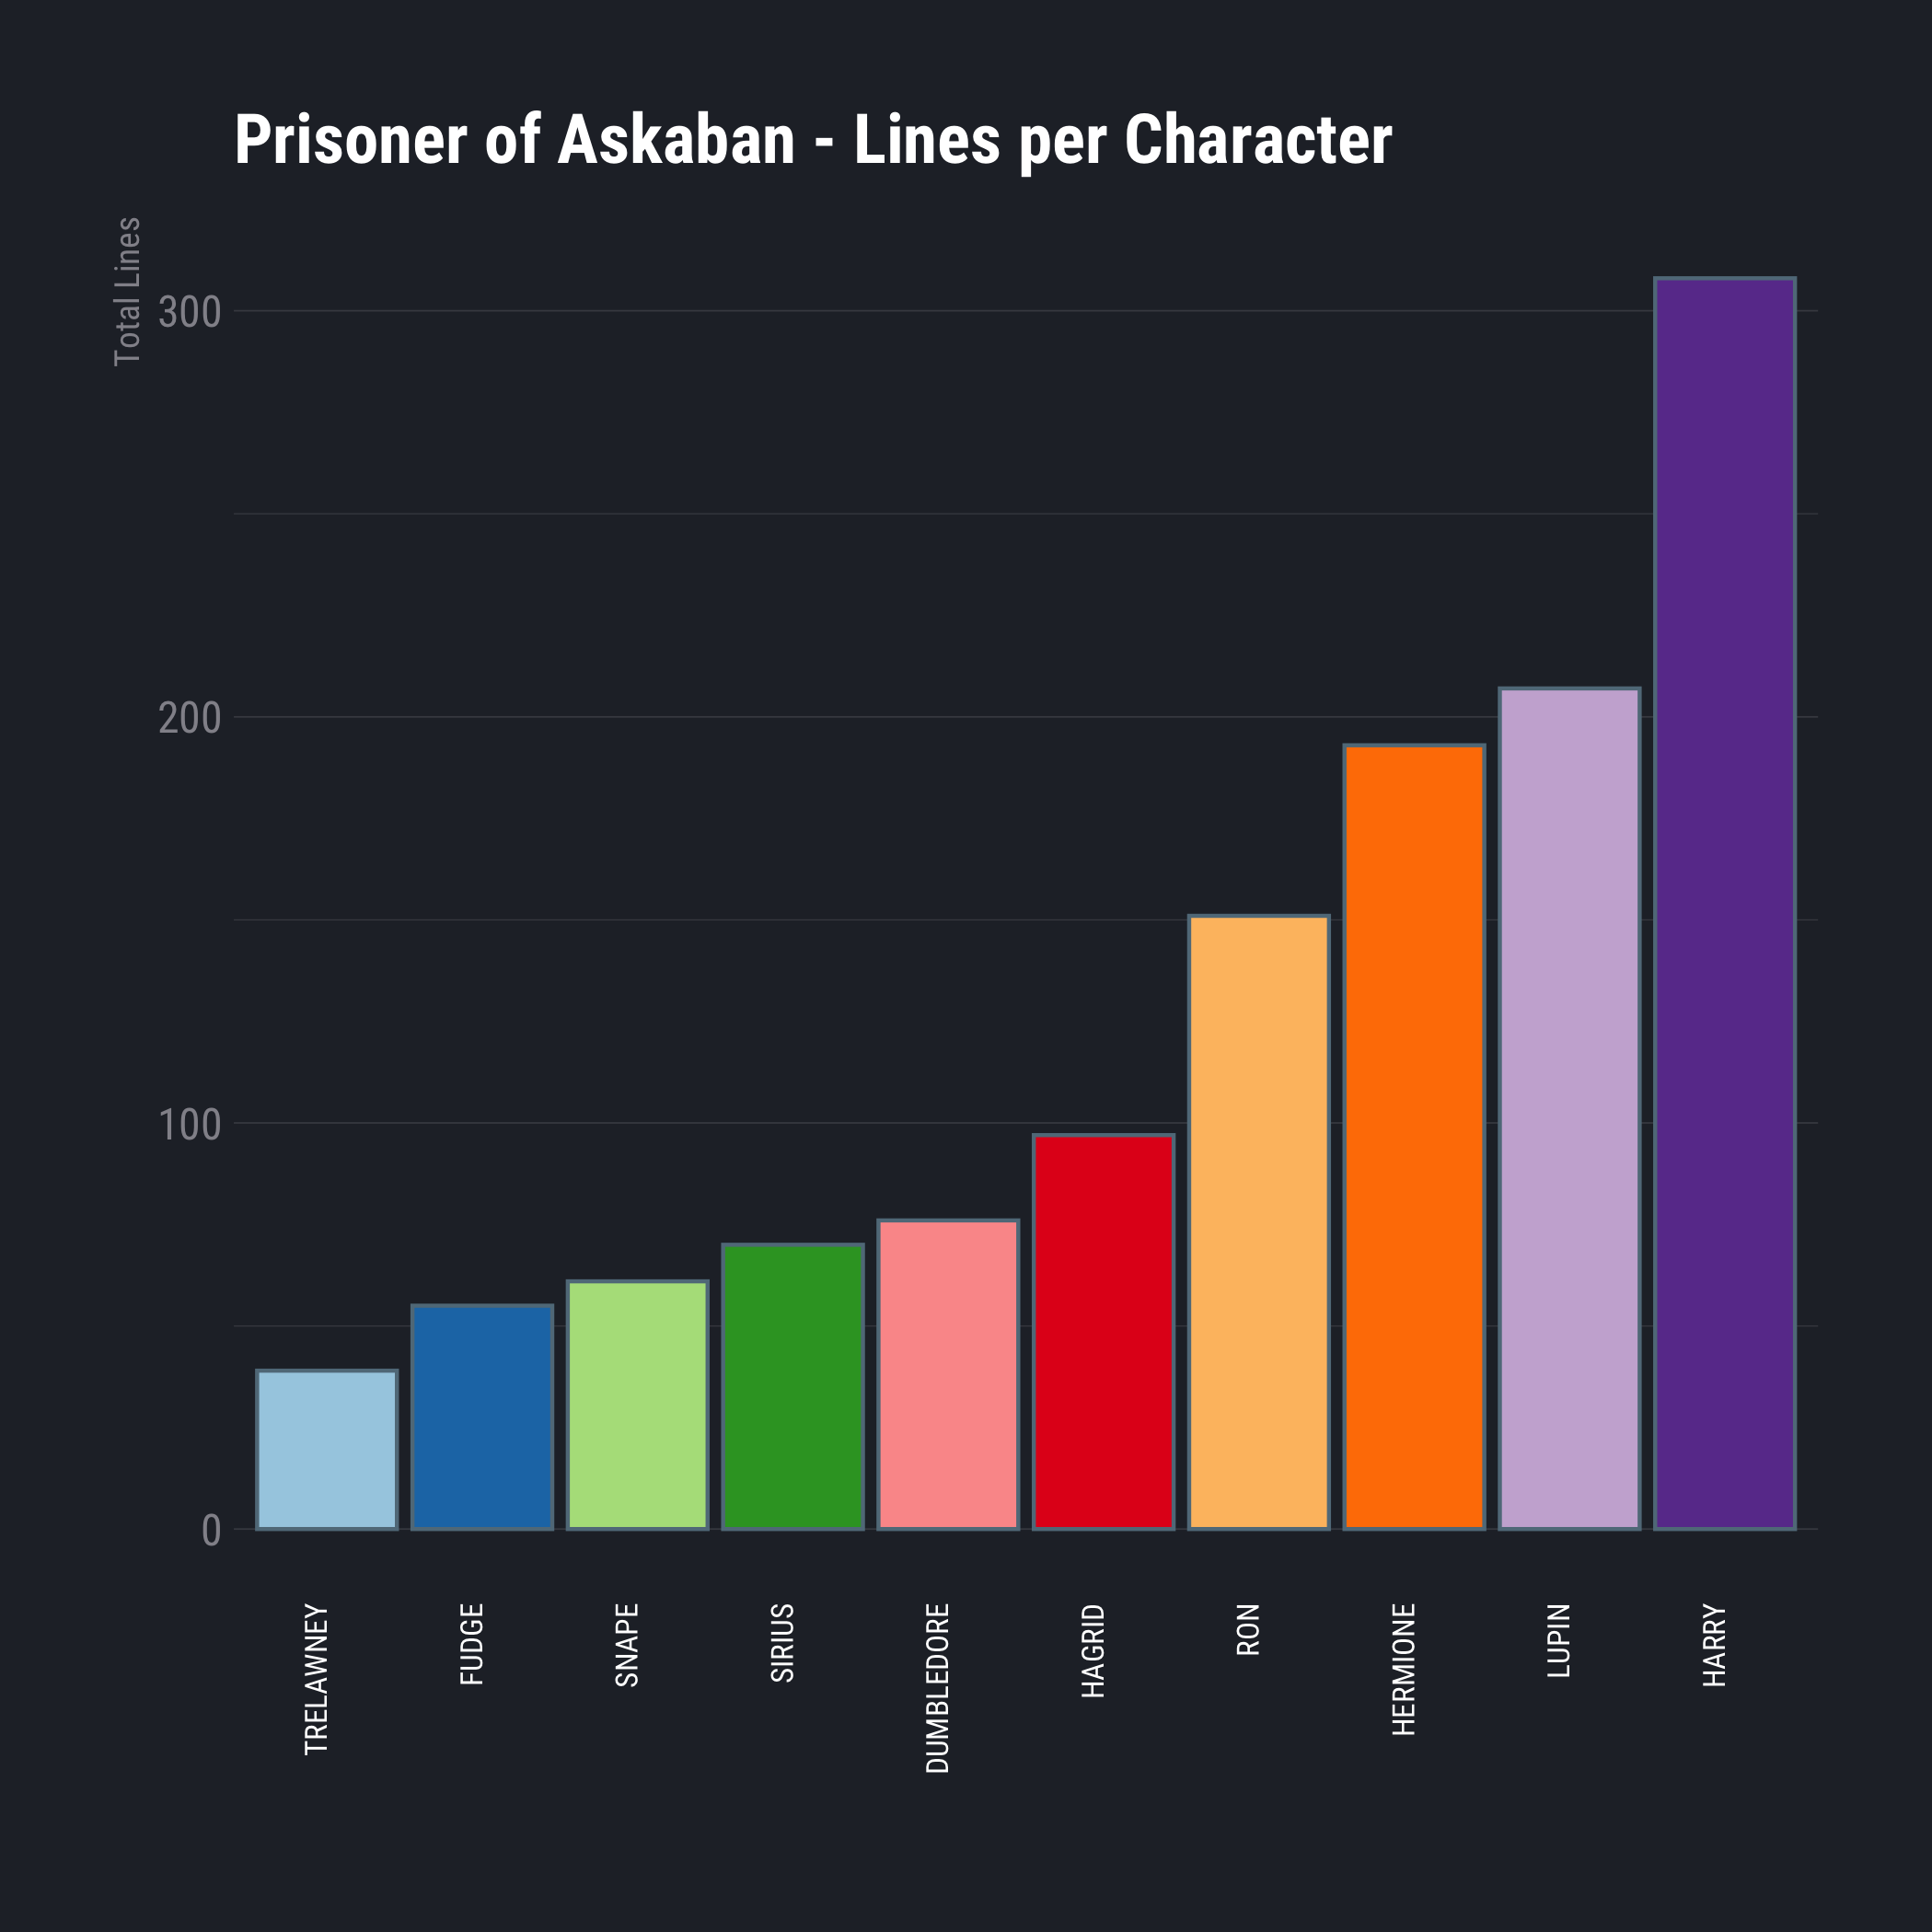 Prisoner of Askaban - Lines per Character
Total Lines
300
200
100
0
TRELAWNEY
FUDGE
SNAPE
SIRIUS
DUMBLEDORE
HAGRID
RON
HERMIONE
LUPIN
HARRY